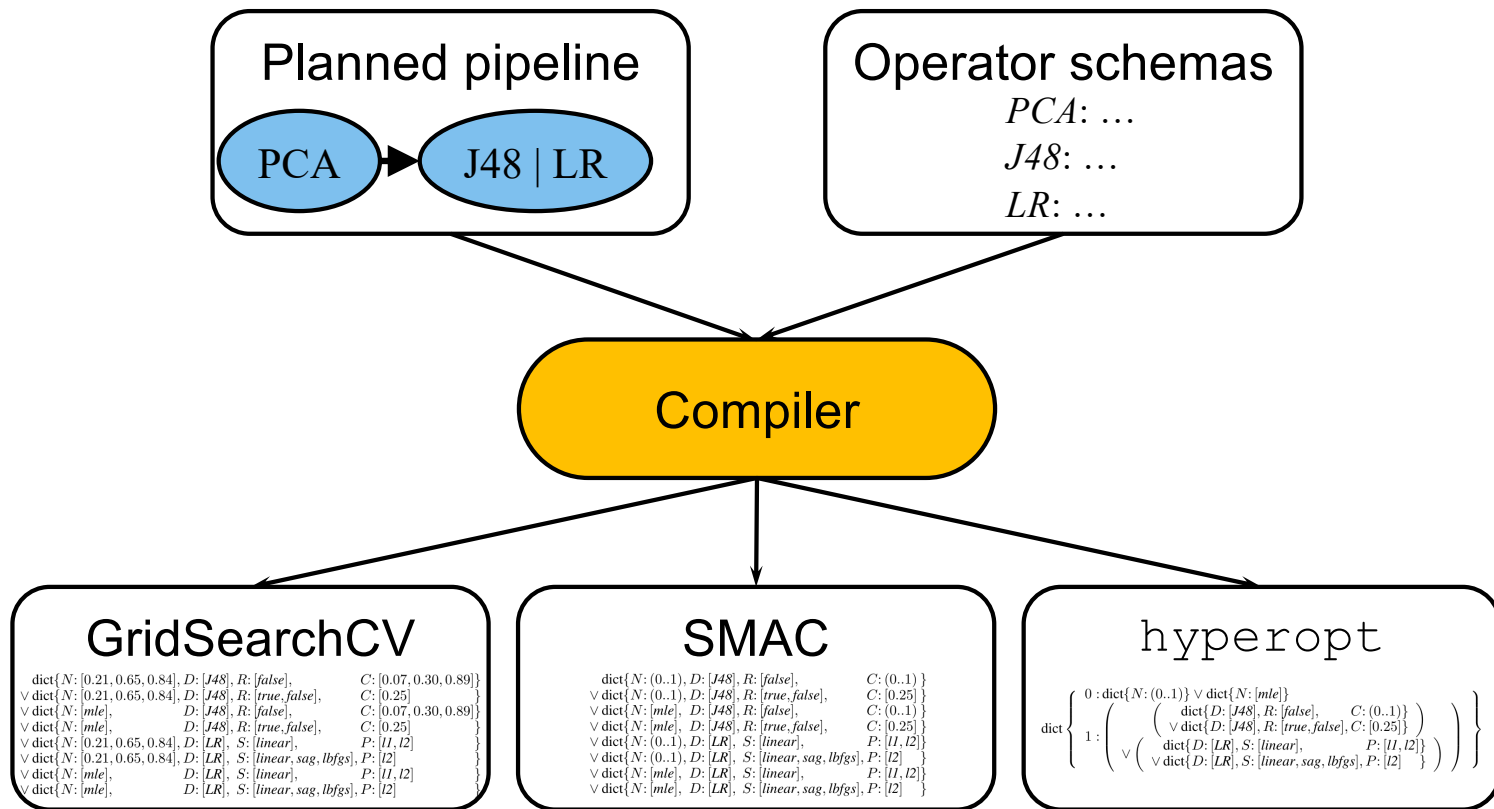 Planned pipeline
PCA
J48 | LR
Operator schemas
PCA: …
J48: …
LR: …
Compiler
GridSearchCV
dict{N: [0.21, 0.65, 0.84], D: [J48], R: [false], C: [0.07, 0.30, 0.89]}
∨ dict{N: [0.21, 0.65, 0.84], D: [J48], R: [true, false], C: [0.25] }
∨ dict{N: [mle], D: [J48], R: [false], C: [0.07, 0.30, 0.89]}
∨ dict{N: [mle], D: [J48], R: [true, false], C: [0.25] }
∨ dict{N: [0.21, 0.65, 0.84], D: [LR], S: [linear], P: [l1, l2] }
∨ dict{N: [0.21, 0.65, 0.84], D: [LR], S: [linear, sag, lbfgs], P: [l2] }
∨ dict{N: [mle], D: [LR], S: [linear], P: [l1, l2] }
∨ dict{N: [mle], D: [LR], S: [linear, sag, lbfgs], P: [l2] }
SMAC
dict{N: (0..1), D: [J48], R: [false], C: (0..1) }
∨ dict{N: (0..1), D: [J48], R: [true, false], C: [0.25] }
∨ dict{N: [mle], D: [J48], R: [false], C: (0..1) }
∨ dict{N: [mle], D: [J48], R: [true, false], C: [0.25] }
∨ dict{N: (0..1), D: [LR], S: [linear], P: [l1, l2]}
∨ dict{N: (0..1), D: [LR], S: [linear, sag, lbfgs], P: [l2] }
∨ dict{N: [mle], D: [LR], S: [linear], P: [l1, l2]}
∨ dict{N: [mle], D: [LR], S: [linear, sag, lbfgs], P: [l2] }
hyperopt
dict {
0 : dict{N: (0..1)} ∨ dict{N: [mle]}
1 : ( ( dict{D: [J48], R: [false], C: (0..1)}
∨ dict{D: [J48], R: [true, false], C: [0.25]} )
∨ ( dict{D: [LR], S: [linear], P: [l1, l2]}
∨ dict{D: [LR], S: [linear, sag, lbfgs], P: [l2] } ) ) }